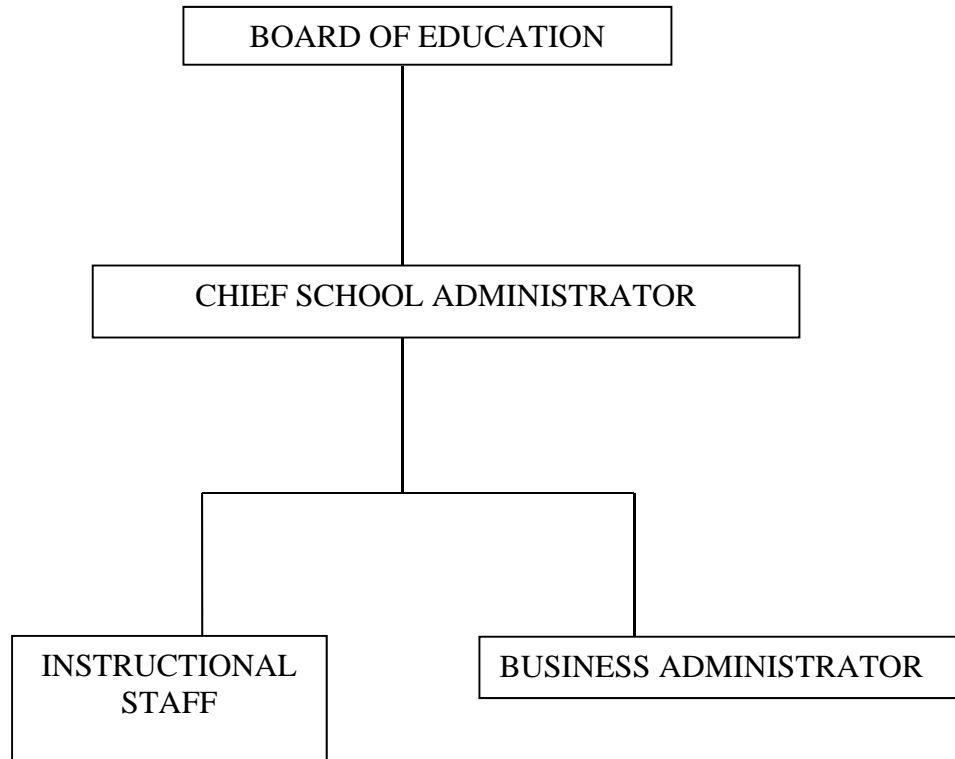 BOARD OF EDUCATION
CHIEF SCHOOL ADMINISTRATOR
INSTRUCTIONAL
STAFF
BUSINESS ADMINISTRATOR